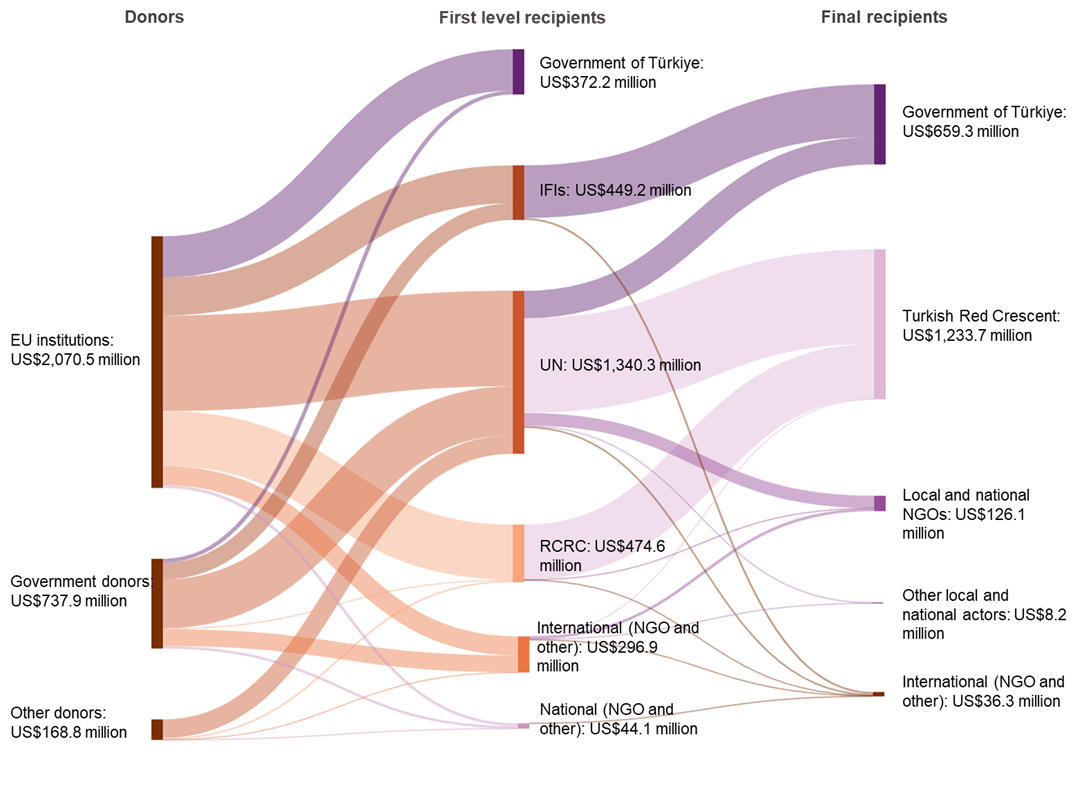 Donors
First level recipients
Final recipients
Government of Türkiye:
US$372.2 million
Government of Türkiye:
US$659.3 million
IFIs: US$449.2 million
EU institutions:
US$2,070.5 million
UN: US$1,340.3 million
Turkish Red Crescent:
US$1,233.7 million
Government donors:
US$737.9 million
RCRC: US$474.6
million
Local and national
NGOs: US$126.1
million
Other local and
national actors: US$8.2
million
Other donors:
US$168.8 million
International (NGO and
other): US$296.9
million
National (NGO and
other): US$44.1 million
International (NGO and
other): US$36.3 million